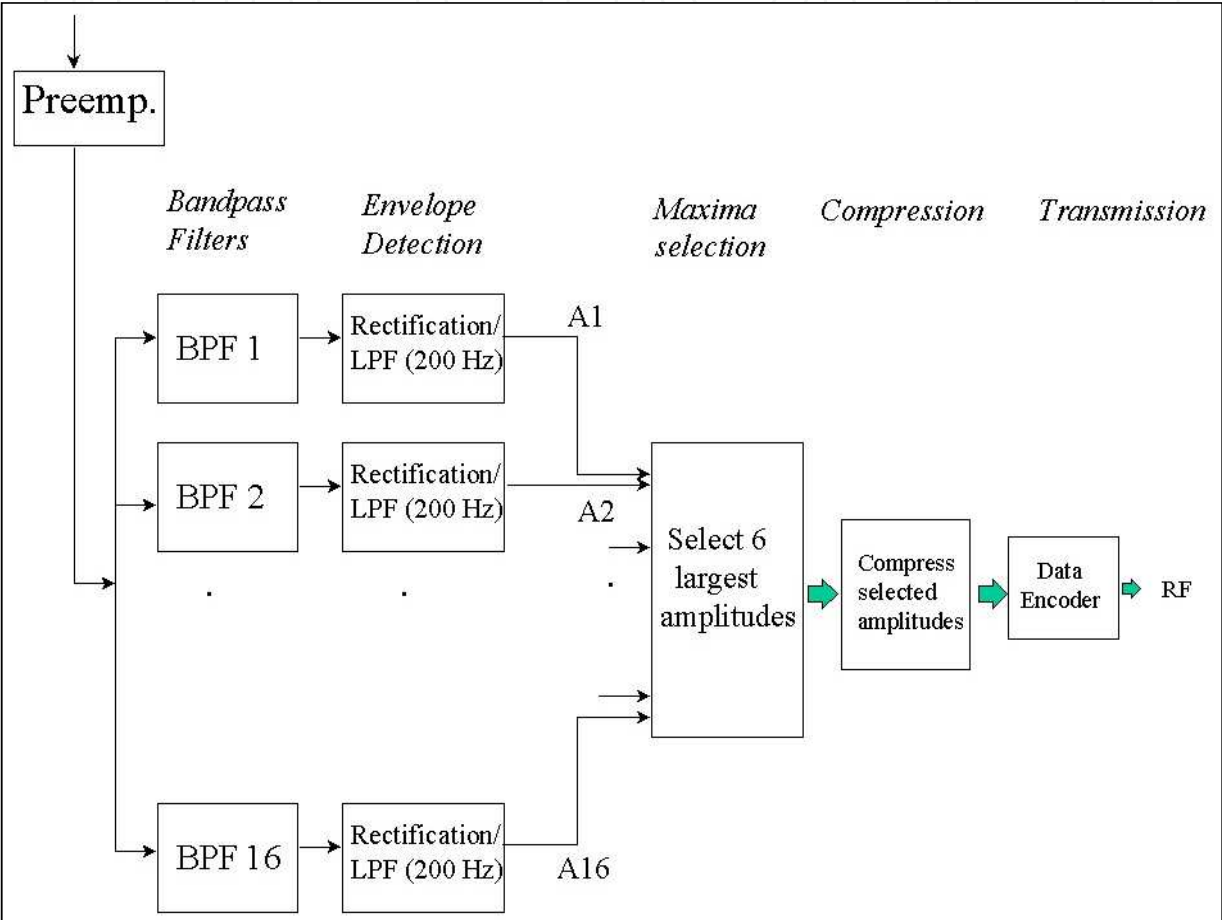 Preemp.
Bandpass
Filters
Envelope
Detection
Maxima
selection
Compression
Transmission
BPF 1
Rectification/
LPF (200 Hz)
A1
BPF 2
Rectification/
LPF (200 Hz)
A2
Select 6
largest
amplitudes
Compress
selected
amplitudes
Data
Encoder
RF
BPF 16
Rectification/
LPF (200 Hz)
A16